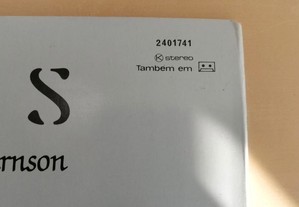 2401741
K stereo
Também em
S
rnson